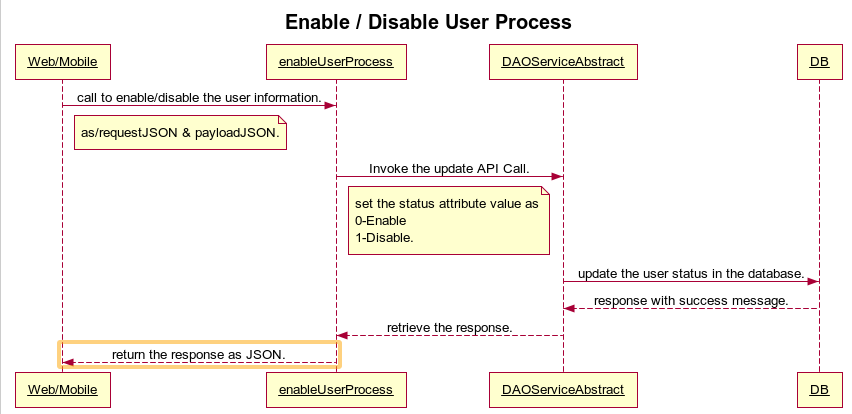 Enable / Disable User Process
Web/Mobile
enableUserProcess
DAOServiceAbstract
DB
call to enable/disable the user information.
as/requestJSON & payloadJSON.
Invoke the update API Call.
set the status attribute value as
0-Enable
1-Disable.
update the user status in the database.
response with success message.
retrieve the response.
return the response as JSON.
Web/Mobile
enableUserProcess
DAOServiceAbstract
DB